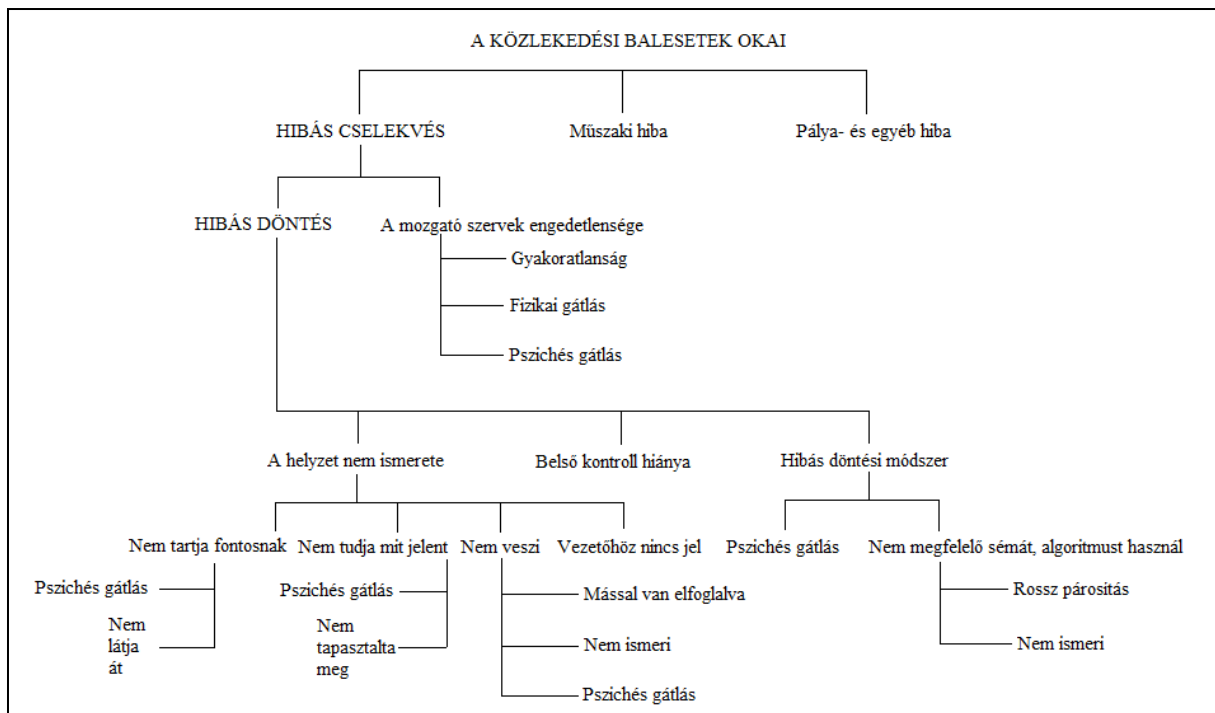 A KÖZLEKEDÉSI BALESETEK OKAI
HIBÁS CSELEKVÉS
Műszaki hiba
Pálya- és egyéb hiba
HIBÁS DÖNTÉS
A mozgató szervek engedetlensége
Gyakoratlanság
Fizikai gátlás
Pszichés gátlás
A helyzet nem ismerete
Belső kontroll hiánya
Hibás döntési módszer
Nem tartja fontosnak
Nem tudja mit jelent
Nem veszi
Vezetőhöz nincs jel
Pszichés gátlás
Nem megfelelő sémát, algoritmust használ
Pszichés gátlás
Nem
látja
át
Pszichés gátlás
Nem
tapasztalta
meg
Mással van elfoglalva
Nem ismeri
Pszichés gátlás
Rossz párosítás
Nem ismeri